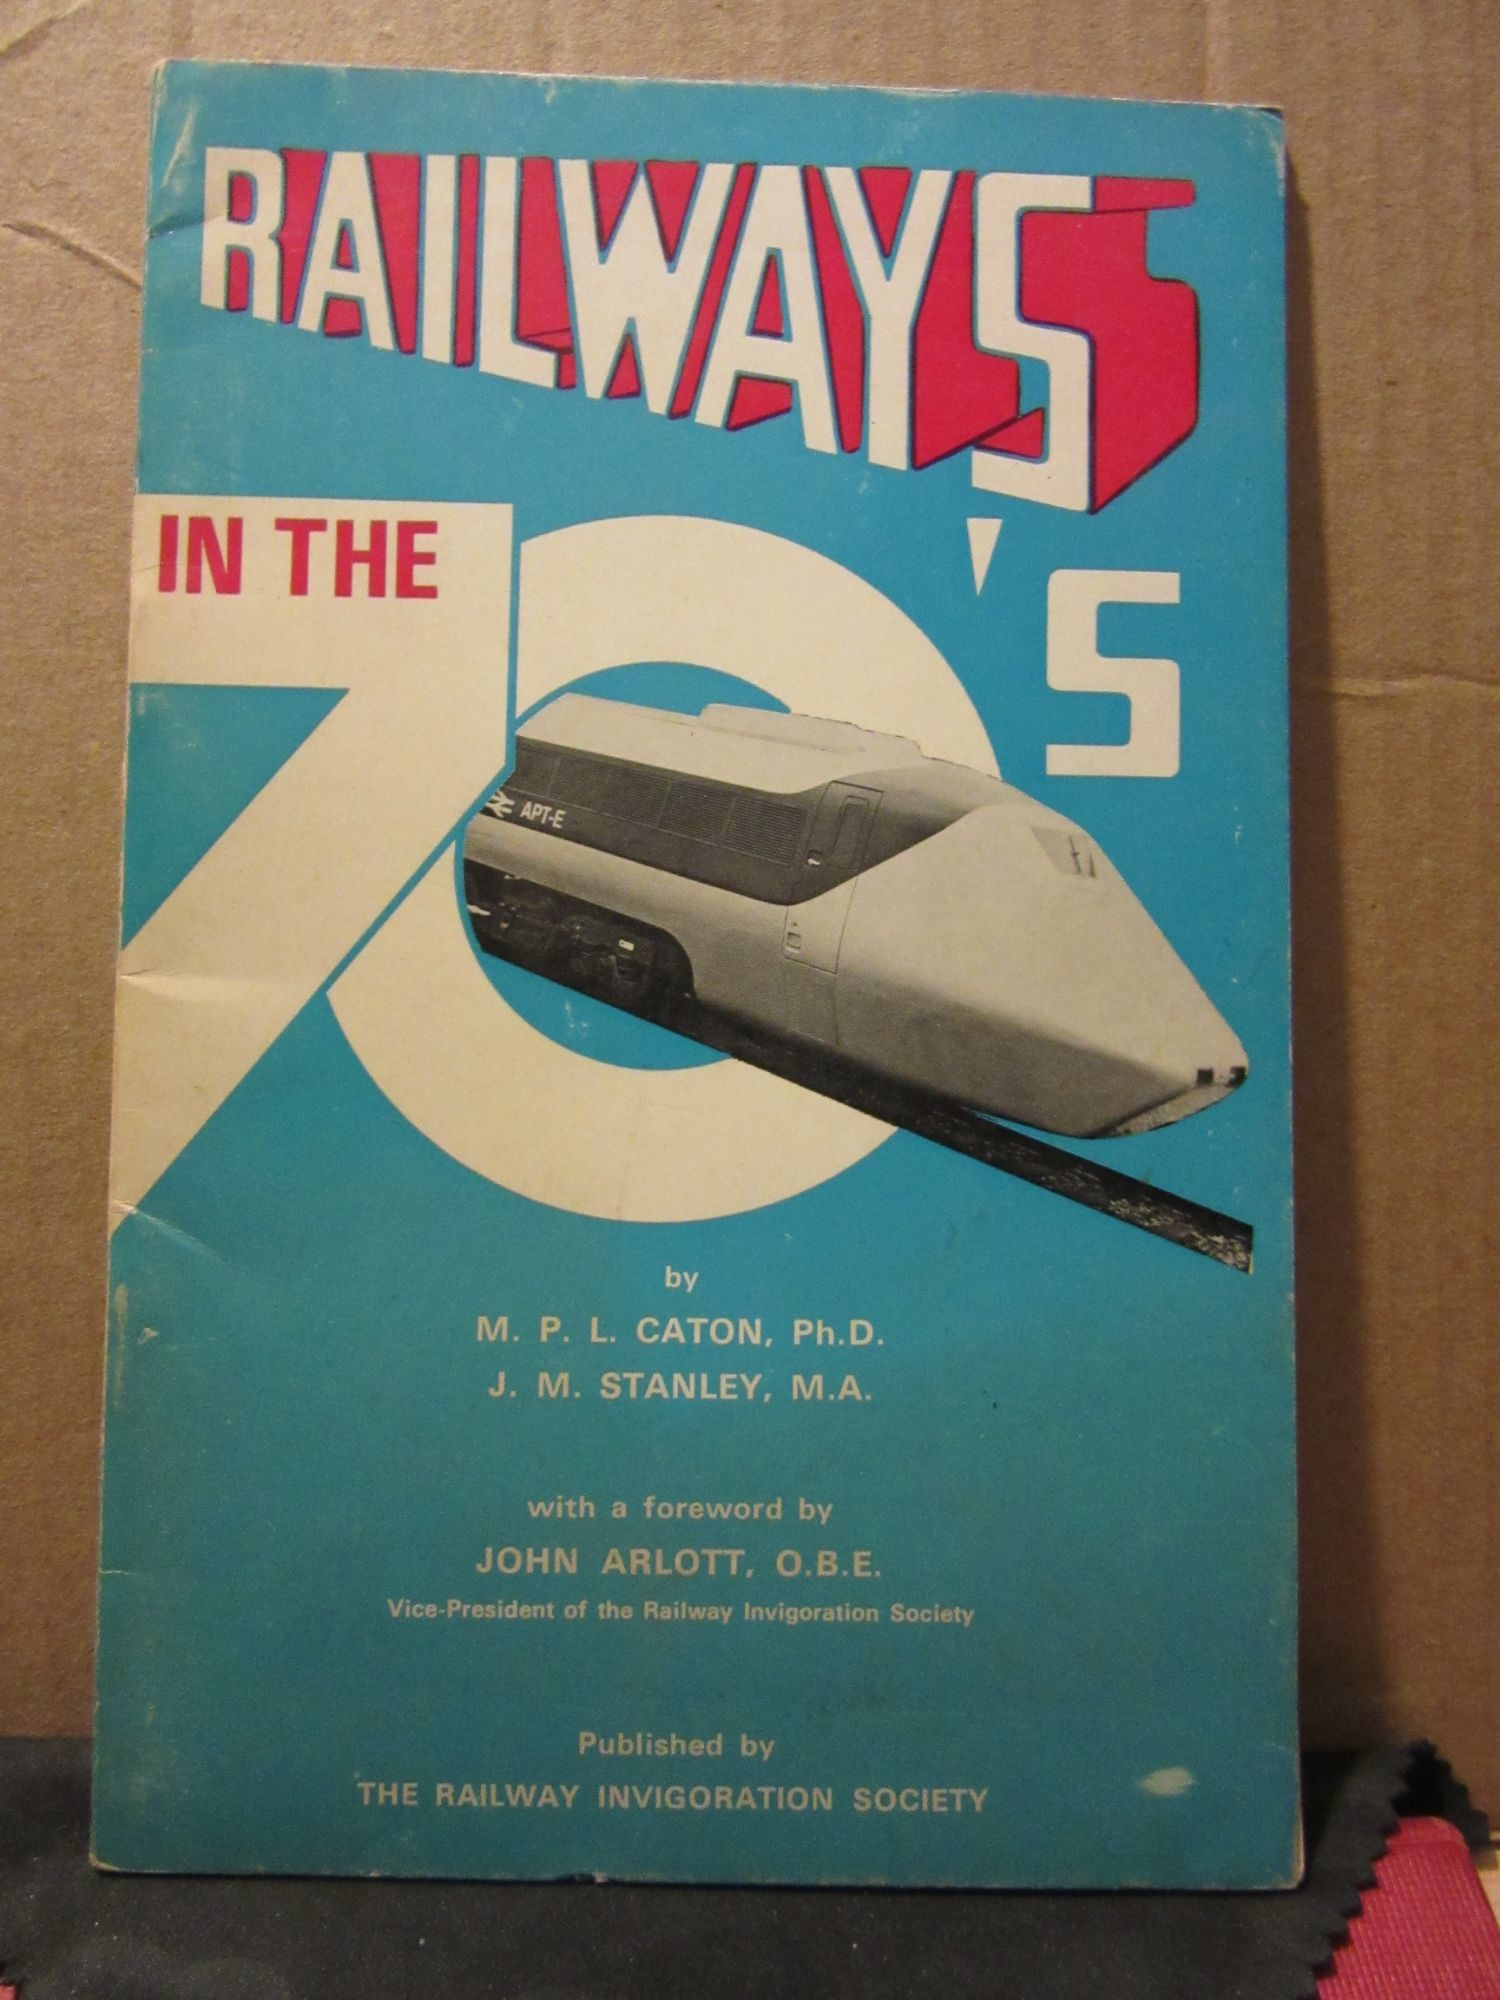 RAILWAYS
IN THE
70's
APT-E
by
M. P. L. CATON, Ph.D.
J. M. STANLEY, M.A.
with a foreword by
JOHN ARLOTT, O.B.E.
Vice-President of the Railway Invigoration Society
Published by
THE RAILWAY INVIGORATION SOCIETY